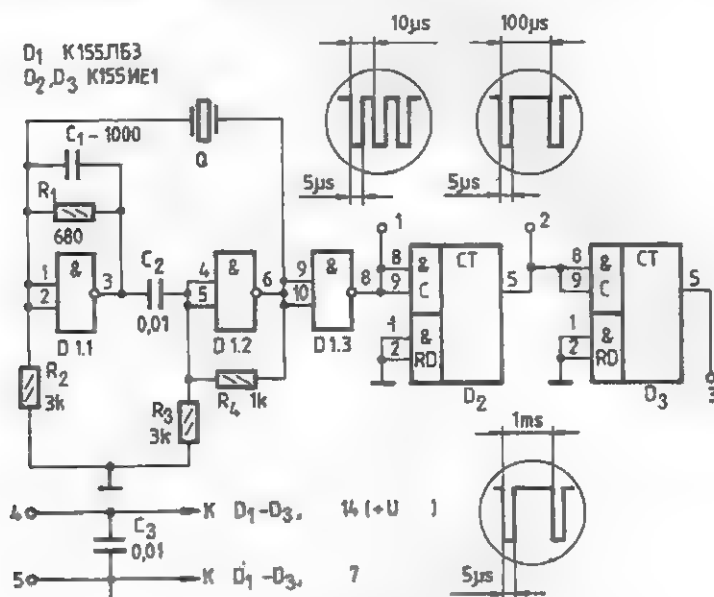 D1 К155ЛБ3
D2, D3 К155ИЕ1
10µs
100µs
5µs
5µs
C1 - 1000
Q
R1
680
1
2
&
3
D1.1
C2
0,01
4
5
&
6
D1.2
9
10
&
8
D1.3
1
8
9
&
C
CT
5
1
2
&
RD
D2
2
8
9
&
C
CT
5
1
2
&
RD
D3
R2
3k
R3
3k
R4
1k
1ms
5µs
4
К D1-D3, 14 (+U )
C3
0,01
5
К D1-D3, 7